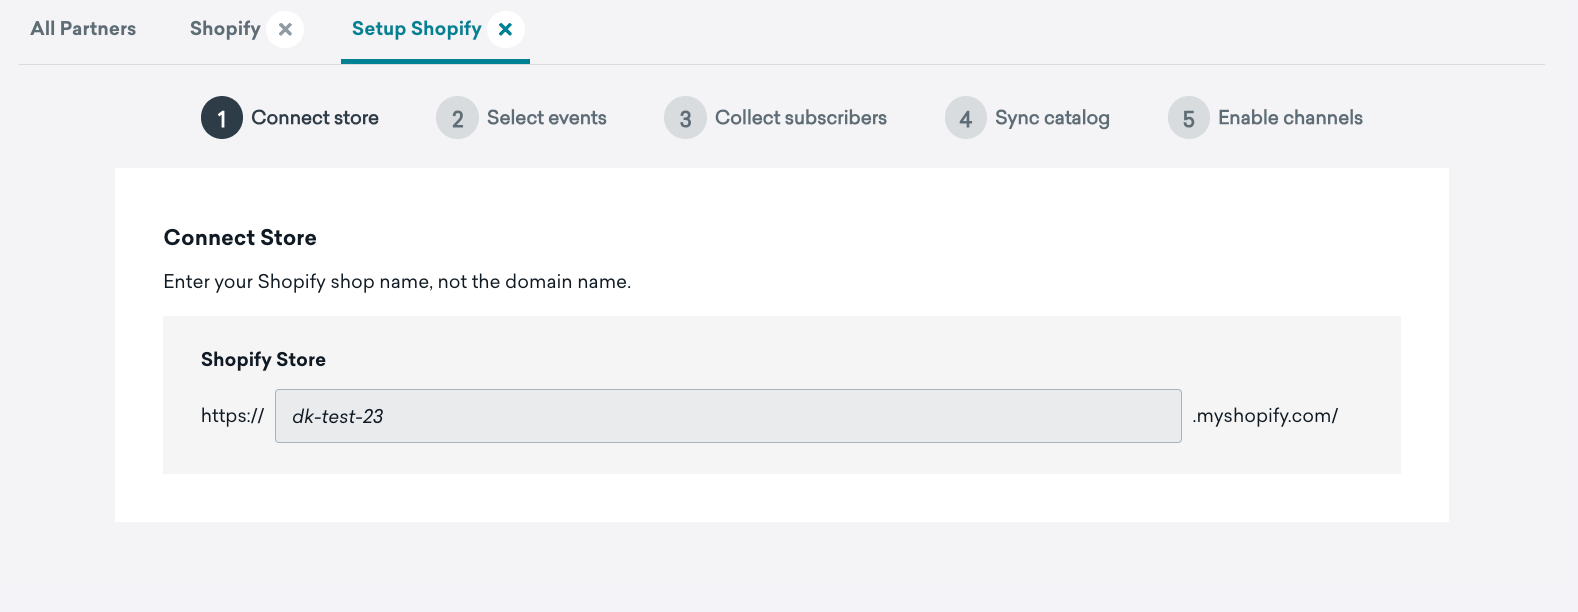 All Partners Shopify × Setup Shopify ×
1 Connect store 2 Select events 3 Collect subscribers 4 Sync catalog 5 Enable channels
Connect Store
Enter your Shopify shop name, not the domain name.
Shopify Store
https:// dk-test-23 .myshopify.com/